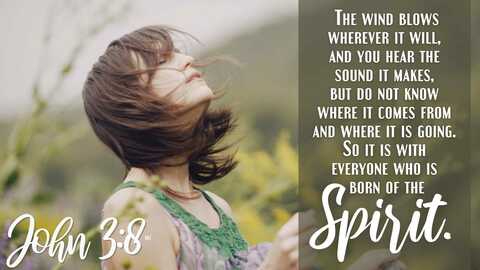 The wind blows
wherever it will,
and you hear the
sound it makes,
but do not know
where it comes from
and where it is going.
So it is with
everyone who is
born of the
Spirit.
John 3:8